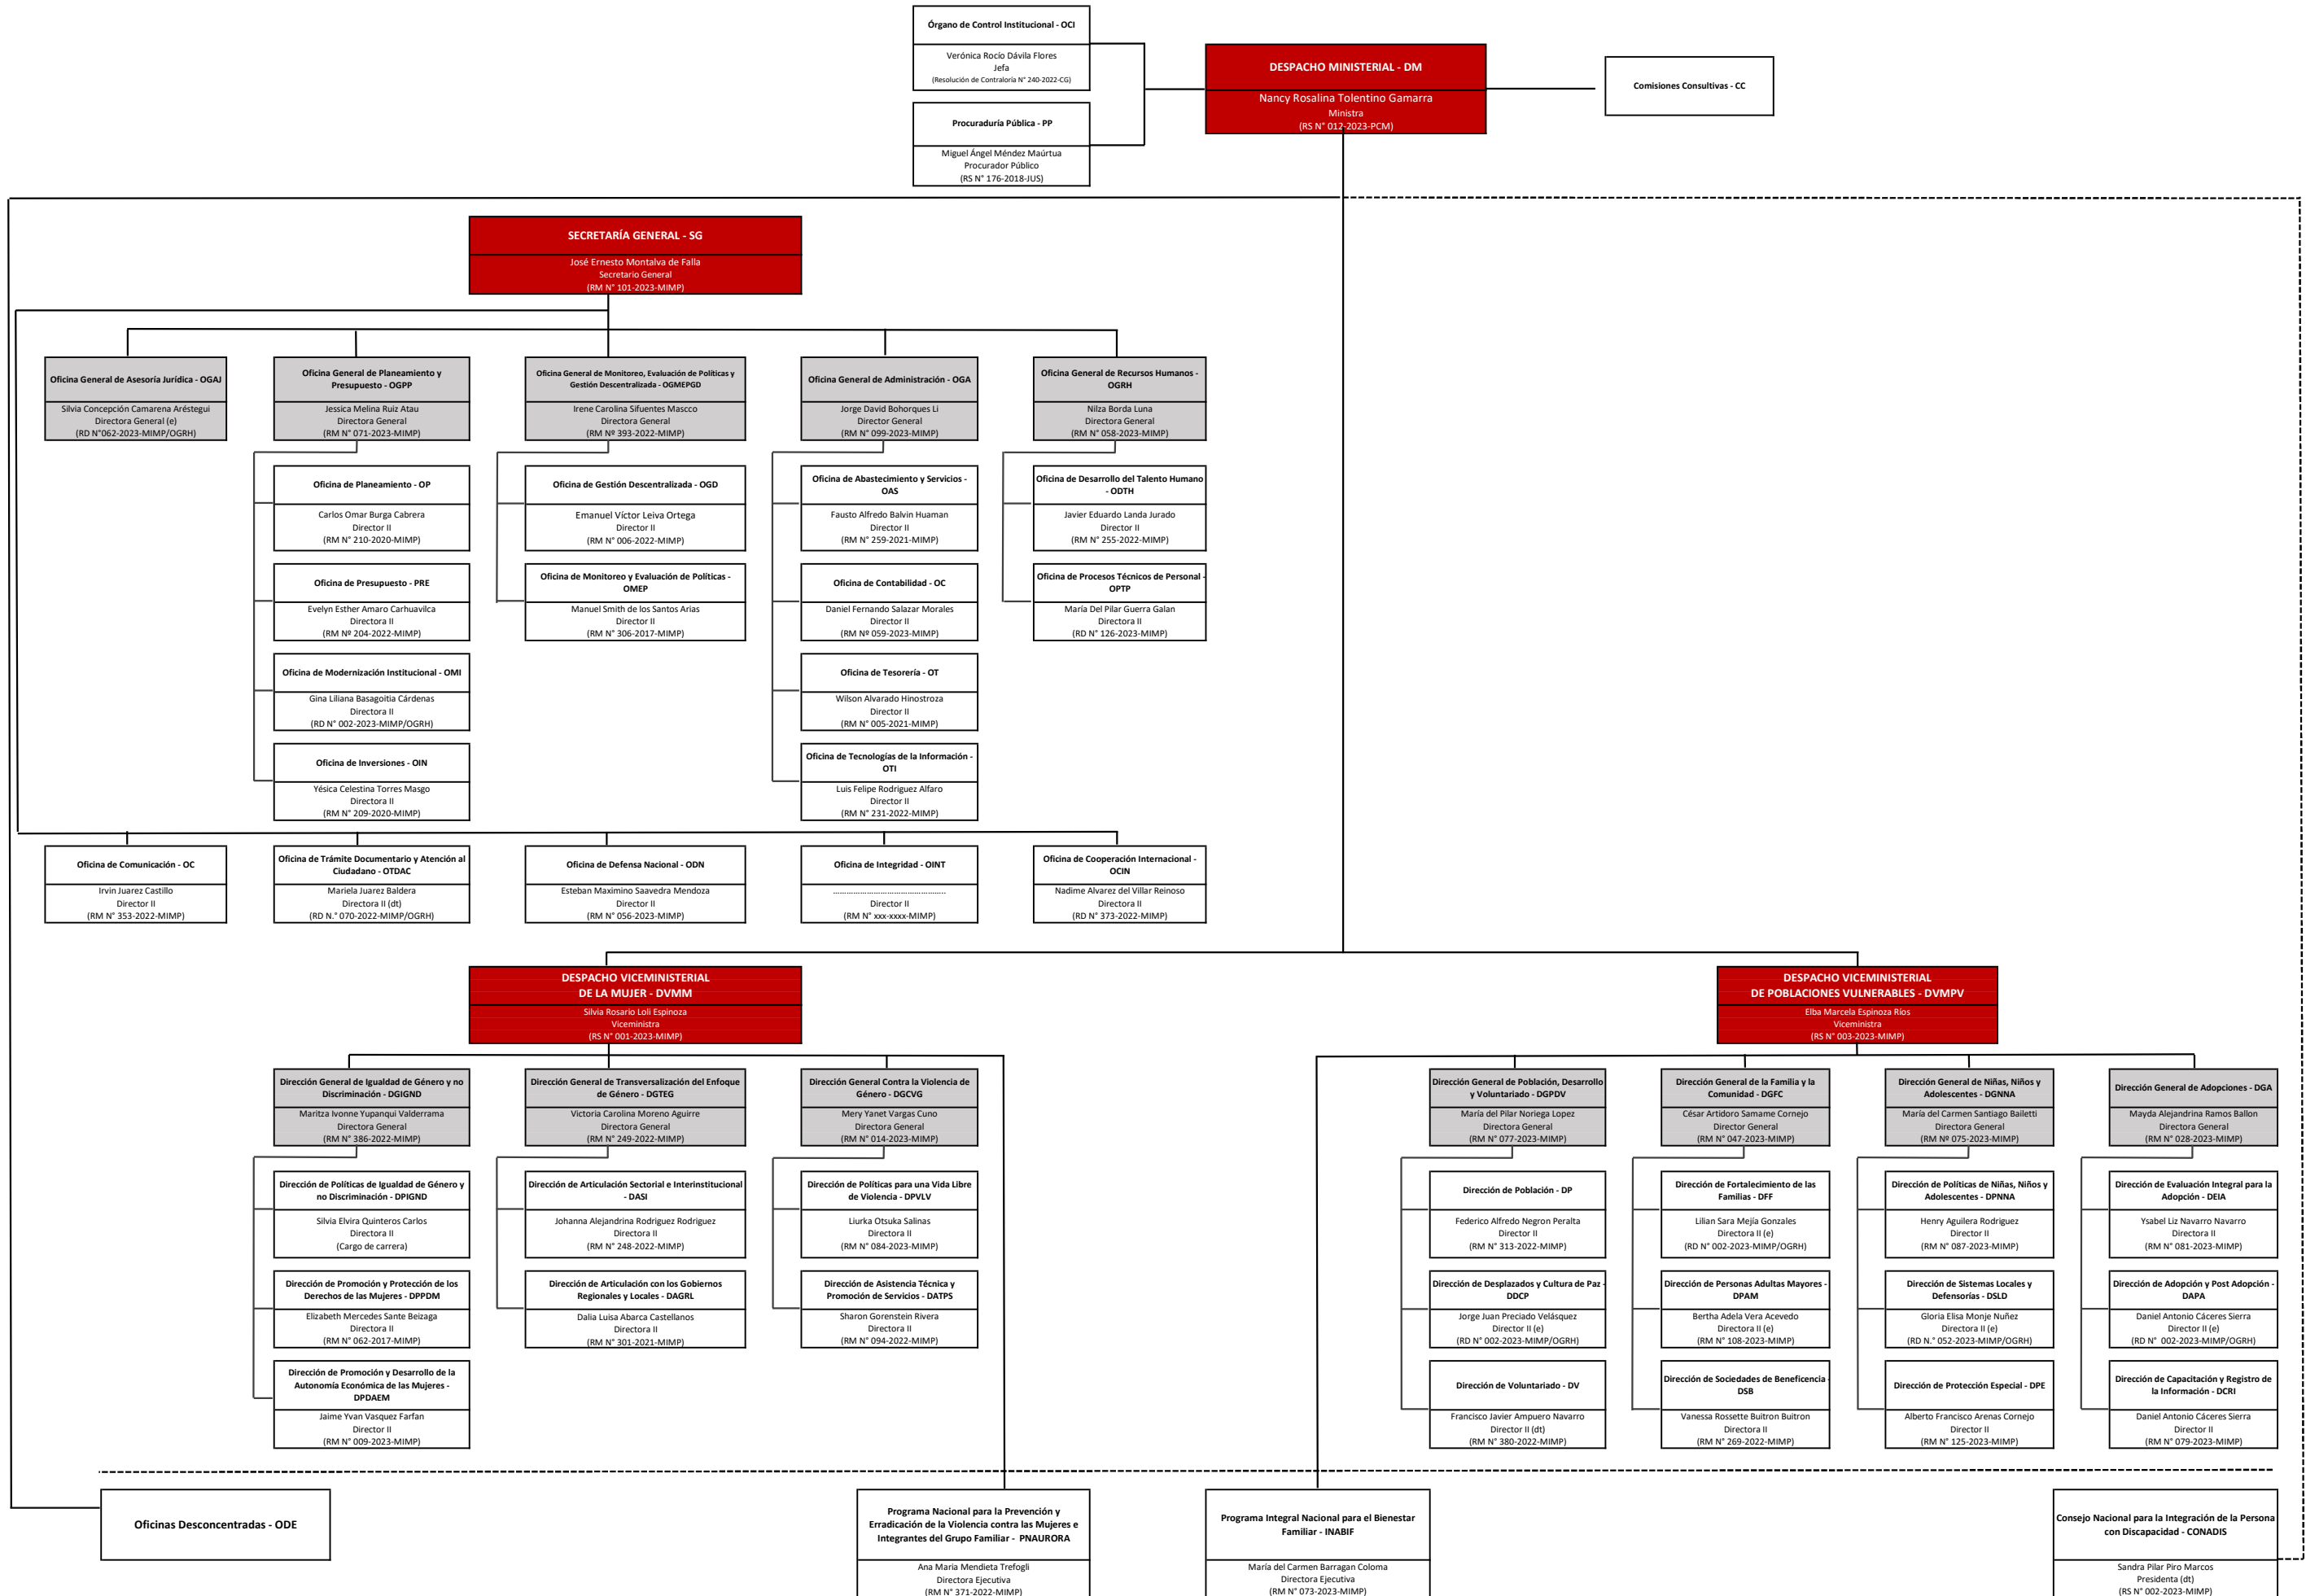 Órgano de Control Institucional - OCI
Verónica Rocío Dávila Flores
Jefa
(Resolución de Contraloría N° 240-2022-CG)
DESPACHO MINISTERIAL - DM
Nancy Rosalina Tolentino Gamarra
Ministra
(RS N° 012-2023-PCM)
Comisiones Consultivas - CC
Procuraduría Pública - PP
Miguel Ángel Méndez Maúrtua
Procurador Público
(RS N° 176-2018-JUS)
SECRETARÍA GENERAL - SG
José Ernesto Montalva de Falla
Secretario General
(RM N° 101-2023-MIMP)
Oficina General de Asesoría Jurídica - OGAJ
Silvia Concepción Camarena Aréstegui
Directora General (e)
(RD N°062-2023-MIMP/OGRH)
Oficina General de Planeamiento y
Presupuesto - OGPP
Jessica Melina Ruiz Atau
Directora General
(RM N° 071-2023-MIMP)
Oficina General de Monitoreo, Evaluación de Políticas y
Gestión Descentralizada - OGMEPGD
Irene Carolina Sifuentes Mascco
Directora General
(RM Nº 393-2022-MIMP)
Oficina General de Administración - OGA
Jorge David Bohorques Li
Director General
(RM N° 099-2023-MIMP)
Oficina General de Recursos Humanos -
OGRH
Nilza Borda Luna
Directora General
(RM N° 058-2023-MIMP)
Oficina de Planeamiento - OP
Carlos Omar Burga Cabrera
Director II
(RM N° 210-2020-MIMP)
Oficina de Gestión Descentralizada - OGD
Emanuel Víctor Leiva Ortega
Director II
(RM N° 006-2022-MIMP)
Oficina de Abastecimiento y Servicios -
OAS
Fausto Alfredo Balvin Huaman
Director II
(RM N° 259-2021-MIMP)
Oficina de Desarrollo del Talento Humano
- ODTH
Javier Eduardo Landa Jurado
Director II
(RM N° 255-2022-MIMP)
Oficina de Presupuesto - PRE
Evelyn Esther Amaro Carhuavilca
Directora II
(RM Nº 204-2022-MIMP)
Oficina de Monitoreo y Evaluación de Políticas -
OMEP
Manuel Smith de los Santos Arias
Director II
(RM N° 306-2017-MIMP)
Oficina de Contabilidad - OC
Daniel Fernando Salazar Morales
Director II
(RM Nº 059-2023-MIMP)
Oficina de Procesos Técnicos de Personal -
OPTP
María Del Pilar Guerra Galan
Directora II
(RD N° 126-2023-MIMP)
Oficina de Modernización Institucional - OMI
Gina Liliana Basagoitia Cárdenas
Directora II
(RD N° 002-2023-MIMP/OGRH)
Oficina de Tesorería - OT
Wilson Alvarado Hinostroza
Director II
(RM N° 005-2021-MIMP)
Oficina de Inversiones - OIN
Yésica Celestina Torres Masgo
Directora II
(RM N° 209-2020-MIMP)
Oficina de Tecnologías de la Información -
OTI
Luis Felipe Rodriguez Alfaro
Director II
(RM N° 231-2022-MIMP)
Oficina de Comunicación - OC
Irvin Juarez Castillo
Director II
(RM N° 353-2022-MIMP)
Oficina de Trámite Documentario y Atención al
Ciudadano - OTDAC
Mariela Juarez Baldera
Directora II (dt)
(RD N.° 070-2022-MIMP/OGRH)
Oficina de Defensa Nacional - ODN
Esteban Maximino Saavedra Mendoza
Director II
(RM N° 056-2023-MIMP)
Oficina de Integridad - OINT
………………………………………..
Director II
(RM N° xxx-xxxx-MIMP)
Oficina de Cooperación Internacional -
OCIN
Nadime Alvarez del Villar Reinoso
Directora II
(RD N° 373-2022-MIMP)
DESPACHO VICEMINISTERIAL
DE LA MUJER - DVMM
Silvia Rosario Loli Espinoza
Viceministra
(RS N° 001-2023-MIMP)
DESPACHO VICEMINISTERIAL
DE POBLACIONES VULNERABLES - DVMPV
Elba Marcela Espinoza Ríos
Viceministra
(RS N° 003-2023-MIMP)
Dirección General de Igualdad de Género y no
Discriminación - DGIGND
Maritza Ivonne Yupanqui Valderrama
Directora General
(RM N° 386-2022-MIMP)
Dirección General de Transversalización del Enfoque
de Género - DGTEG
Victoria Carolina Moreno Aguirre
Directora General
(RM N° 249-2022-MIMP)
Dirección General Contra la Violencia de
Género - DGCVG
Mery Yanet Vargas Cuno
Directora General
(RM N° 014-2023-MIMP)
Dirección General de Población, Desarrollo
y Voluntariado - DGPDV
María del Pilar Noriega Lopez
Directora General
(RM N° 077-2023-MIMP)
Dirección General de la Familia y la
Comunidad - DGFC
César Artidoro Samame Cornejo
Director General
(RM N° 047-2023-MIMP)
Dirección General de Niñas, Niños y
Adolescentes - DGNNA
María del Carmen Santiago Bailetti
Directora General
(RM Nº 075-2023-MIMP)
Dirección General de Adopciones - DGA
Mayda Alejandrina Ramos Ballon
Directora General
(RM N° 028-2023-MIMP)
Dirección de Políticas de Igualdad de Género y
no Discriminación - DPIGND
Silvia Elvira Quinteros Carlos
Directora II
(Cargo de carrera)
Dirección de Articulación Sectorial e Interinstitucional
- DASI
Johanna Alejandrina Rodriguez Rodriguez
Directora II
(RM N° 248-2022-MIMP)
Dirección de Políticas para una Vida Libre
de Violencia - DPVLV
Liurka Otsuka Salinas
Directora II
(RM N° 084-2023-MIMP)
Dirección de Población - DP
Federico Alfredo Negron Peralta
Director II
(RM N° 313-2022-MIMP)
Dirección de Fortalecimiento de las
Familias - DFF
Lilian Sara Mejía Gonzales
Directora II (e)
(RD N° 002-2023-MIMP/OGRH)
Dirección de Políticas de Niñas, Niños y
Adolescentes - DPNNA
Henry Aguilera Rodriguez
Director II
(RM N° 087-2023-MIMP)
Dirección de Evaluación Integral para la
Adopción - DEIA
Ysabel Liz Navarro Navarro
Directora II
(RM N° 081-2023-MIMP)
Dirección de Promoción y Protección de los
Derechos de las Mujeres - DPPDM
Elizabeth Mercedes Sante Beizaga
Directora II
(RM N° 062-2017-MIMP)
Dirección de Articulación con los Gobiernos
Regionales y Locales - DAGRL
Dalia Luisa Abarca Castellanos
Directora II
(RM N° 301-2021-MIMP)
Dirección de Asistencia Técnica y
Promoción de Servicios - DATPS
Sharon Gorenstein Rivera
Directora II
(RM N° 094-2022-MIMP)
Dirección de Desplazados y Cultura de Paz -
DDCP
Jorge Juan Preciado Velásquez
Director II (e)
(RD N° 002-2023-MIMP/OGRH)
Dirección de Personas Adultas Mayores -
DPAM
Bertha Adela Vera Acevedo
Directora II (e)
(RM N° 108-2023-MIMP)
Dirección de Sistemas Locales y
Defensorías - DSLD
Gloria Elisa Monje Nuñez
Directora II (e)
(RD N.° 052-2023-MIMP/OGRH)
Dirección de Adopción y Post Adopción -
DAPA
Daniel Antonio Cáceres Sierra
Director II (e)
(RD N° 002-2023-MIMP/OGRH)
Dirección de Promoción y Desarrollo de la
Autonomía Económica de las Mujeres -
DPDAEM
Jaime Yvan Vasquez Farfan
Director II
(RM N° 009-2023-MIMP)
Dirección de Voluntariado - DV
Francisco Javier Ampuero Navarro
Director II (dt)
(RM N° 380-2022-MIMP)
Dirección de Sociedades de Beneficencia -
DSB
Vanessa Rossette Buitron Buitron
Directora II
(RM N° 269-2022-MIMP)
Dirección de Protección Especial - DPE
Alberto Francisco Arenas Cornejo
Director II
(RM N° 125-2023-MIMP)
Dirección de Capacitación y Registro de
la Información - DCRI
Daniel Antonio Cáceres Sierra
Director II
(RM N° 079-2023-MIMP)
Oficinas Desconcentradas - ODE
Programa Nacional para la Prevención y
Erradicación de la Violencia contra las Mujeres e
Integrantes del Grupo Familiar - PNAURORA
Ana Maria Mendieta Trefogli
Directora Ejecutiva
(RM N° 371-2022-MIMP)
Programa Integral Nacional para el Bienestar
Familiar - INABIF
María del Carmen Barragan Coloma
Directora Ejecutiva
(RM N° 073-2023-MIMP)
Consejo Nacional para la Integración de la Persona
con Discapacidad - CONADIS
Sandra Pilar Piro Marcos
Presidenta (dt)
(RS N° 002-2023-MIMP)